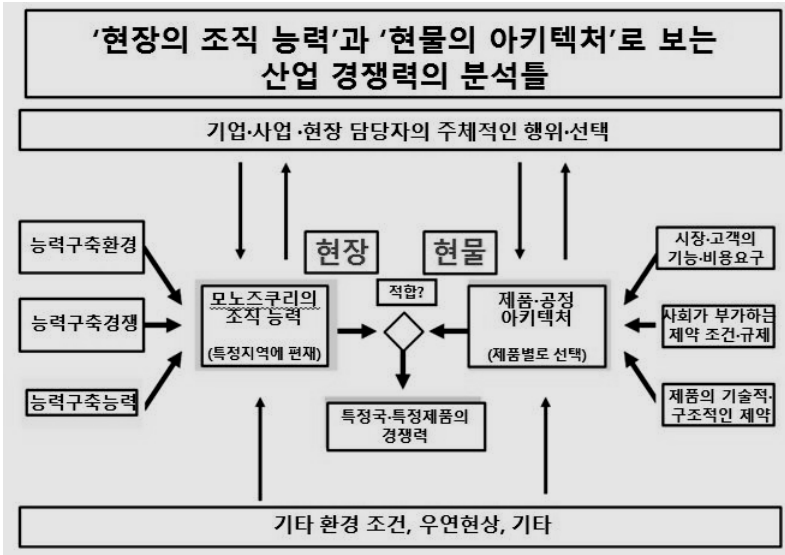 ‘현장의 조직 능력’과 ‘현물의 아키텍처’로 보는
산업 경쟁력의 분석틀
기업·사업·현장 담당자의 주체적인 행위·선택
현장
현물
능력구축환경
능력구축경쟁
능력구축능력
모노즈쿠리의
조직 능력
(특정지역에 편재)
적합?
제품·공정
아키텍처
(제품별로 선택)
시장·고객의
기능·비용요구
사회가 부가하는
제약 조건·규제
제품의 기술적·
구조적인 제약
특정국·특정제품의
경쟁력
기타 환경 조건, 우연현상, 기타